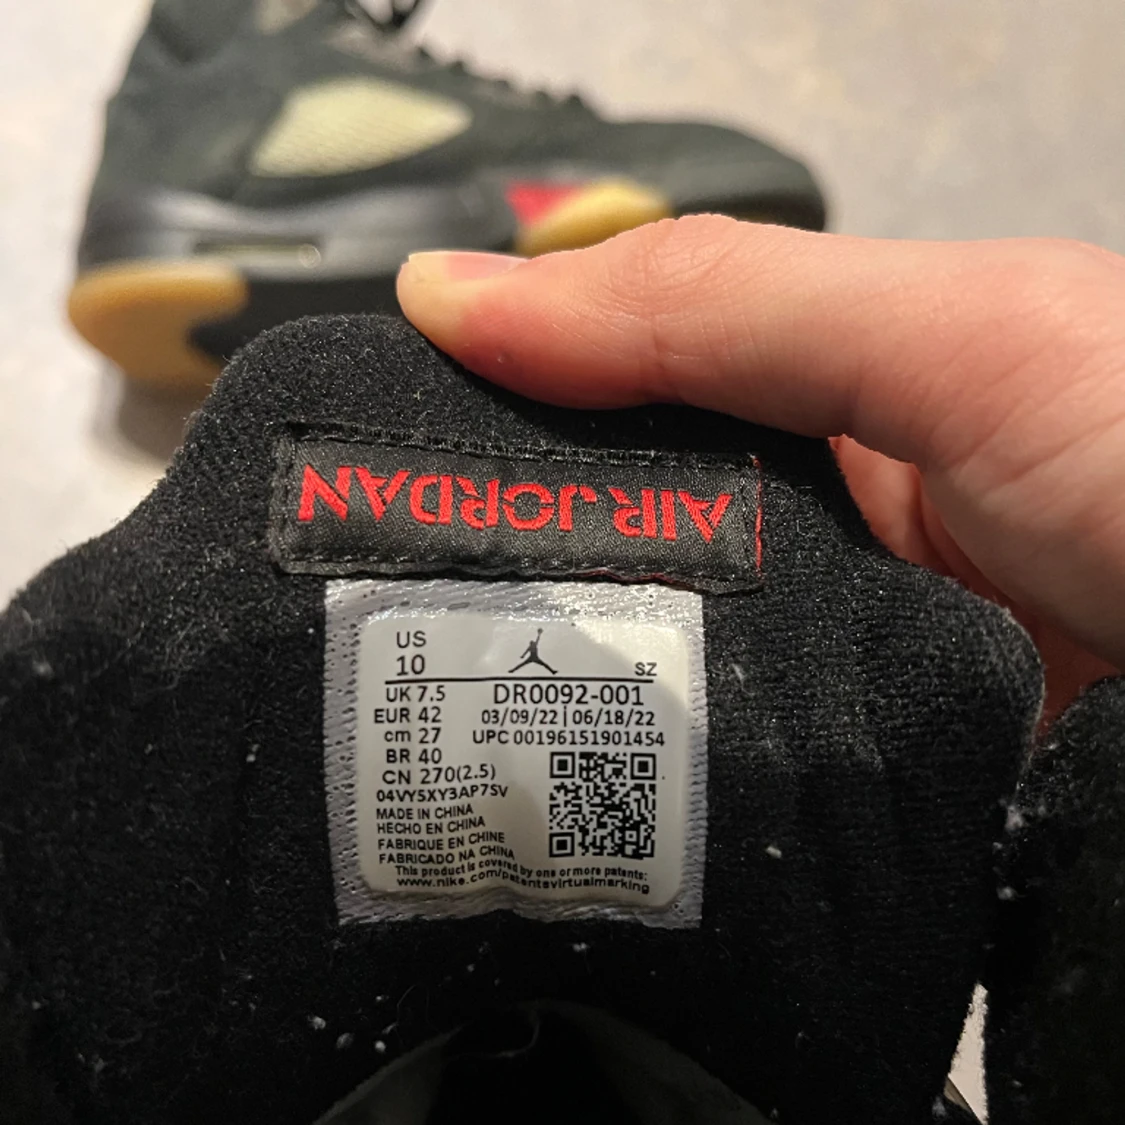 AIR JORDAN
US
10
SZ
UK 7.5 DR0092-001
EUR 42 03/09/22 | 06/18/22
cm 27 UPC 00196151901454
BR 40
CN 270(2.5)
04VY5XY3AP7SV
MADE IN CHINA
HECHO EN CHINA
FABRIQUE EN CHINE
FABRICADO NA CHINA
This product is covered by one or more patents:
www.nike.com/patentsvirtualmarking